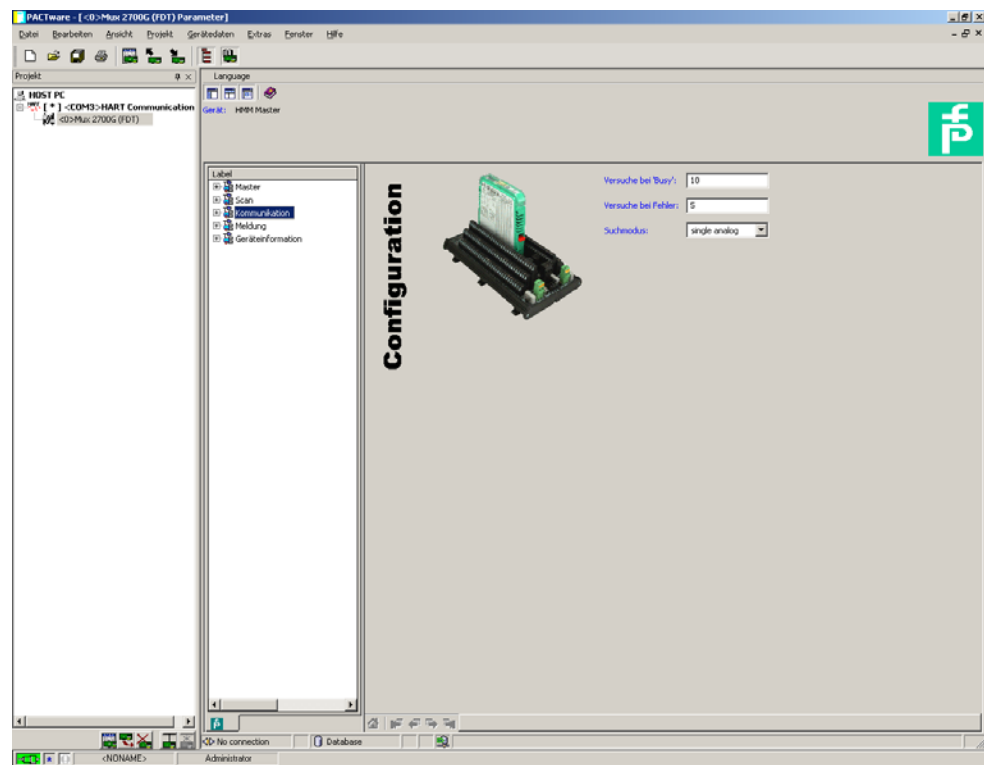 PACTware - [ <0>Mux 2700G (FDT) Parameter]
Datei Bearbeiten Ansicht Projekt Gerätedaten Extras Fenster Hilfe
Projekt
HOST PC
[ * ] <COM3>HART Communication
<0>Mux 2700G (FDT)
Language
Gerät: HMM Master
Label
Master
Scan
Kommunikation
Meldung
Geräteinformation
Configuration
Versuche bei 'Busy': 10
Versuche bei Fehler: 5
Suchmodus: single analog
No connection Database
<NONAME> Administrator